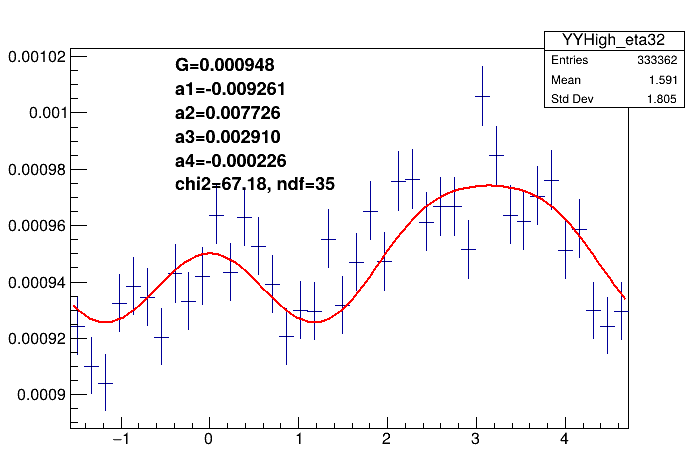 YYHigh_eta32
Entries 333362
Mean 1.591
Std Dev 1.805
G=0.000948
a1=-0.009261
a2=0.007726
a3=0.002910
a4=-0.000226
chi2=67.18, ndf=35
0.00102
0.001
0.00098
0.00096
0.00094
0.00092
0.0009
−1 0 1 2 3 4